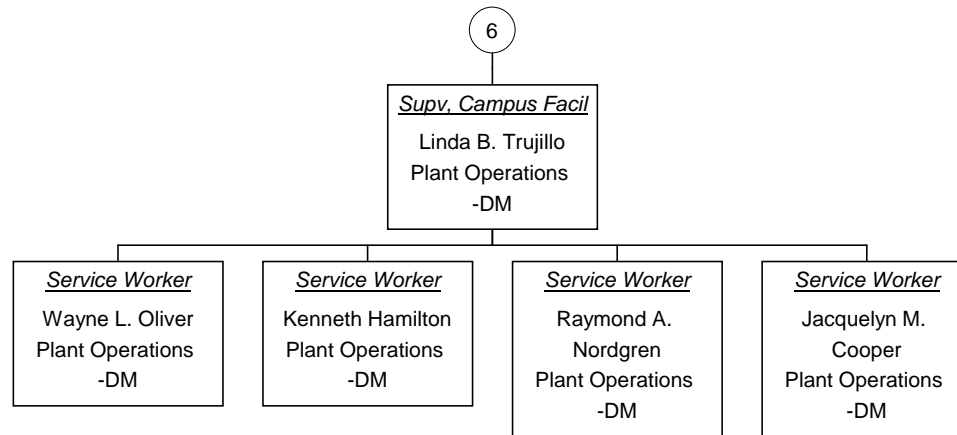 6
Supv, Campus Facil
Linda B. Trujillo
Plant Operations
-DM
Service Worker
Wayne L. Oliver
Plant Operations
-DM
Service Worker
Kenneth Hamilton
Plant Operations
-DM
Service Worker
Raymond A.
Nordgren
Plant Operations
-DM
Service Worker
Jacquelyn M.
Cooper
Plant Operations
-DM